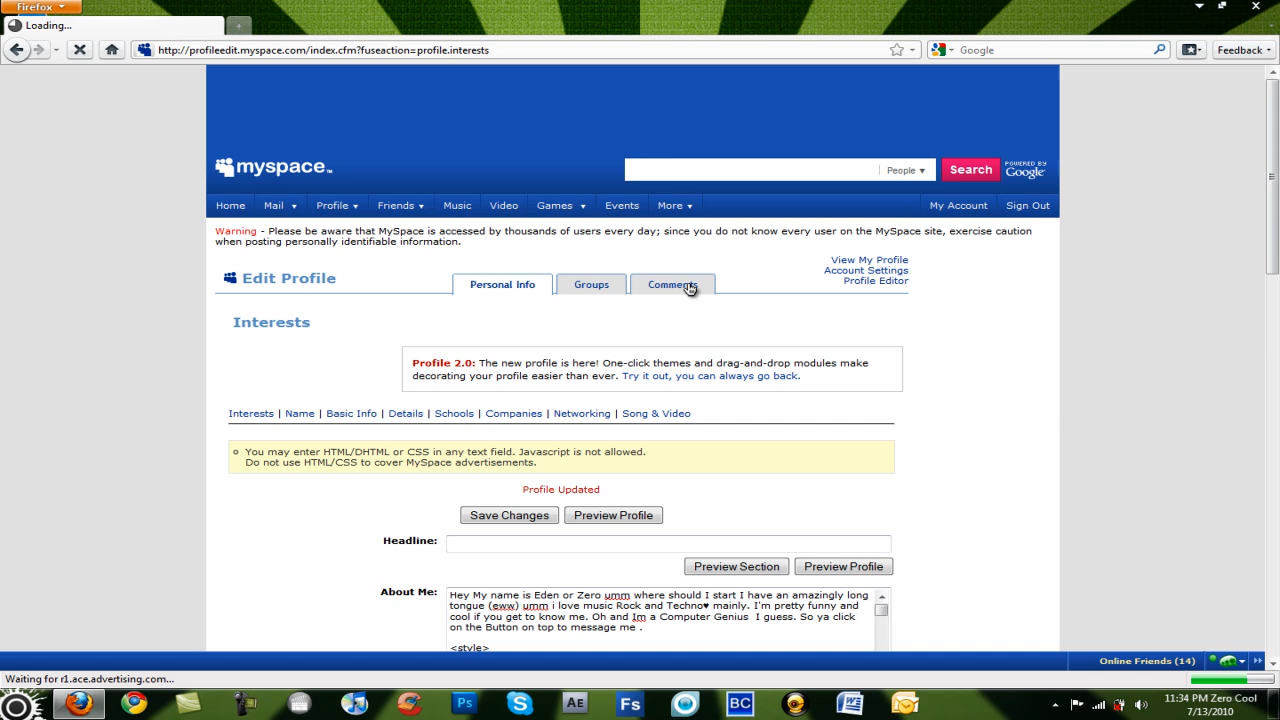 Firefox
Loading...
http://profileedit.myspace.com/index.cfm?fuseaction=profile.interests
Google
Feedback
myspace™
People
Search
POWERED BY Google
Home Mail Profile Friends Music Video Games Events More My Account Sign Out
Warning - Please be aware that MySpace is accessed by thousands of users every day; since you do not know every user on the MySpace site, exercise caution
when posting personally identifiable information.
View My Profile
Account Settings
Profile Editor
Edit Profile
Personal Info Groups Comments
Interests
Profile 2.0: The new profile is here! One-click themes and drag-and-drop modules make
decorating your profile easier than ever. Try it out, you can always go back.
Interests | Name | Basic Info | Details | Schools | Companies | Networking | Song & Video
You may enter HTML/DHTML or CSS in any text field. Javascript is not allowed.
Do not use HTML/CSS to cover MySpace advertisements.
Profile Updated
Save Changes Preview Profile
Headline:
Preview Section Preview Profile
About Me:
Hey My name is Eden or Zero umm where should I start I have an amazingly long
tongue (eww) umm i love music Rock and Techno♥ mainly. I'm pretty funny and
cool if you get to know me. Oh and Im a Computer Genius  I guess. So ya click
on the Button on top to message me .
<style>
Online Friends (14)
Waiting for r1.ace.advertising.com...
Ps S AE Fs BC W
11:34 PM Zero Cool
7/13/2010